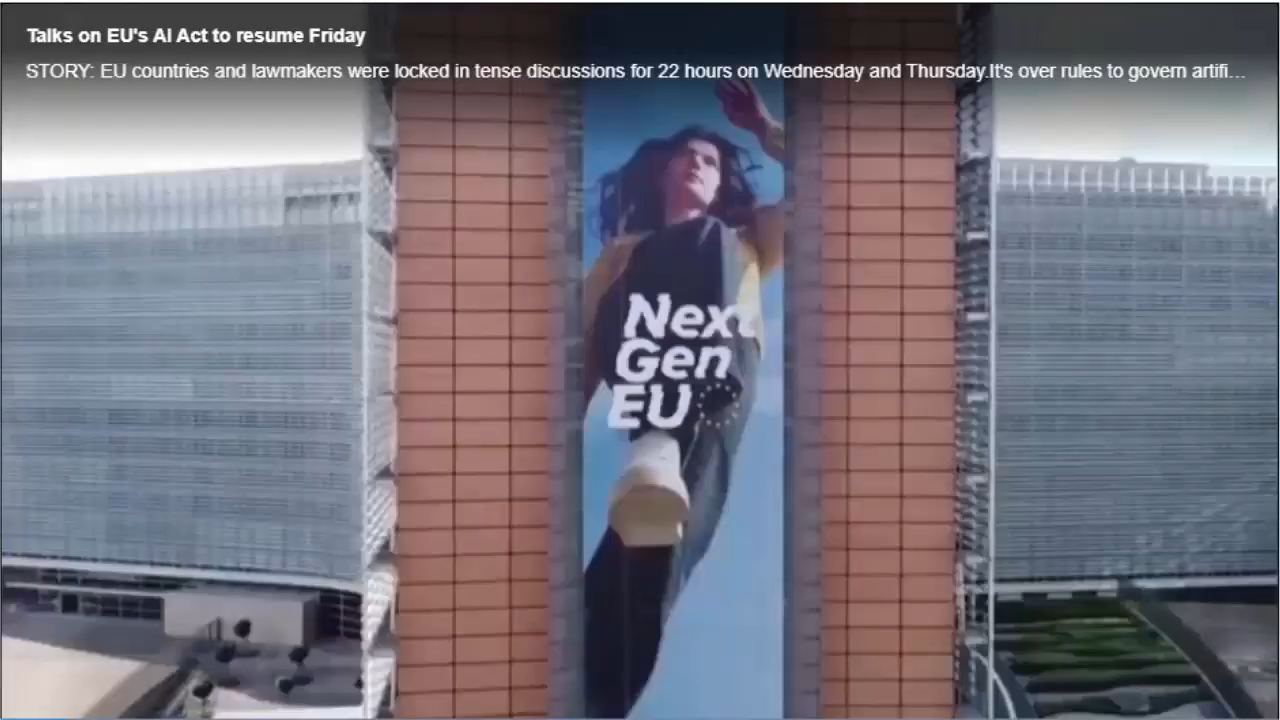 Talks on EU's AI Act to resume Friday
STORY: EU countries and lawmakers were locked in tense discussions for 22 hours on Wednesday and Thursday.It's over rules to govern artifi...
Next
Gen
EU